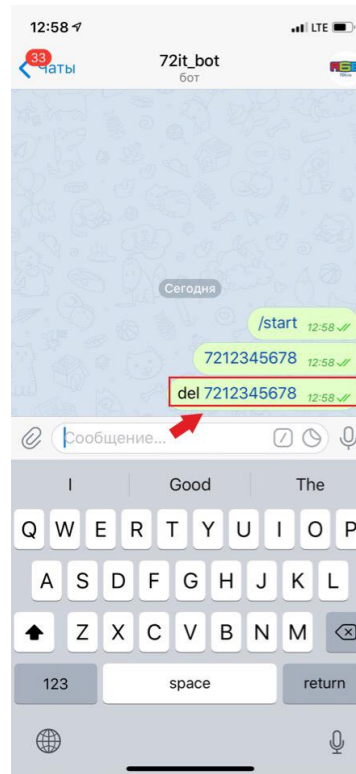 12:58 LTE
33
Чаты 72it_bot
бот
Сегодня
/start 12:58
7212345678 12:58
del 7212345678 12:58
Сообщение...
I Good The
Q W E R T Y U I O P
A S D F G H J K L
Z X C V B N M
123 space return